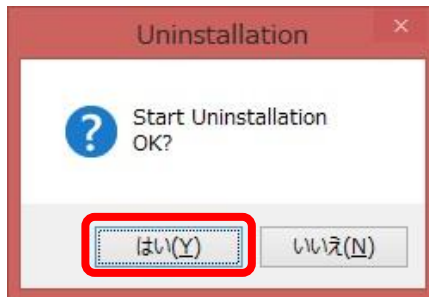 Uninstallation
Start Uninstallation
OK?
はい(Y)
いいえ(N)